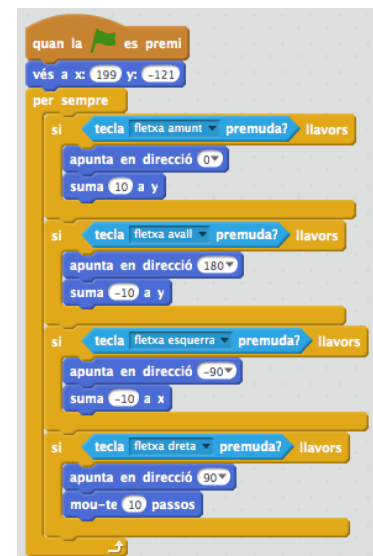 quan la es premi
vés a x: 199 y: -121
per sempre
si tecla fletxa amunt premuda? llavors
apunta en direcció 0
suma 10 a y
si tecla fletxa avall premuda? llavors
apunta en direcció 180
suma -10 a y
si tecla fletxa esquerra premuda? llavors
apunta en direcció -90
suma -10 a x
si tecla fletxa dreta premuda? llavors
apunta en direcció 90
mou-te 10 passos